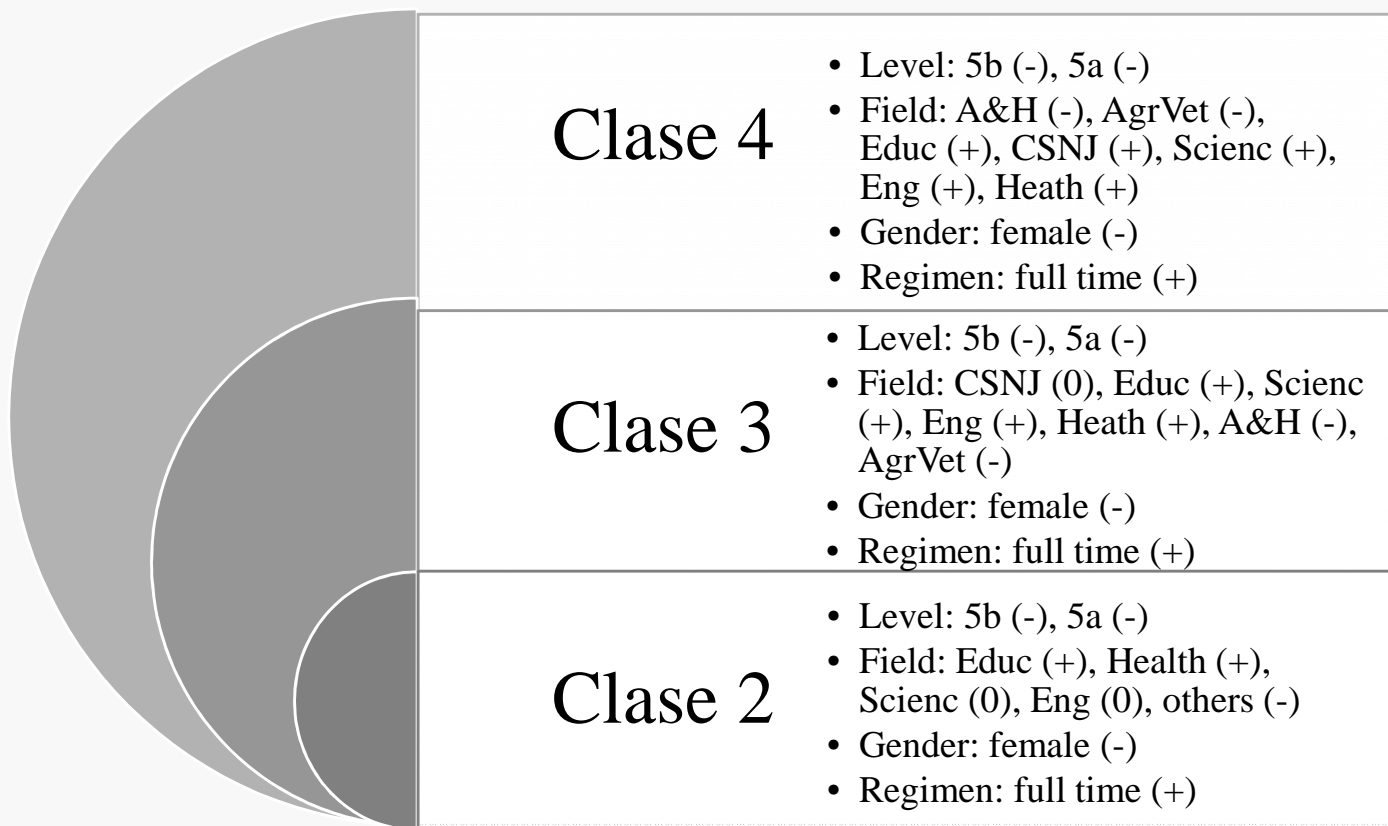 Clase 4
• Level: 5b (-), 5a (-)
• Field: A&H (-), AgrVet (-),
Educ (+), CSNJ (+), Scienc (+),
Eng (+), Heath (+)
• Gender: female (-)
• Regimen: full time (+)
Clase 3
• Level: 5b (-), 5a (-)
• Field: CSNJ (0), Educ (+), Scienc
(+), Eng (+), Heath (+), A&H (-),
AgrVet (-)
• Gender: female (-)
• Regimen: full time (+)
Clase 2
• Level: 5b (-), 5a (-)
• Field: Educ (+), Health (+),
Scienc (0), Eng (0), others (-)
• Gender: female (-)
• Regimen: full time (+)